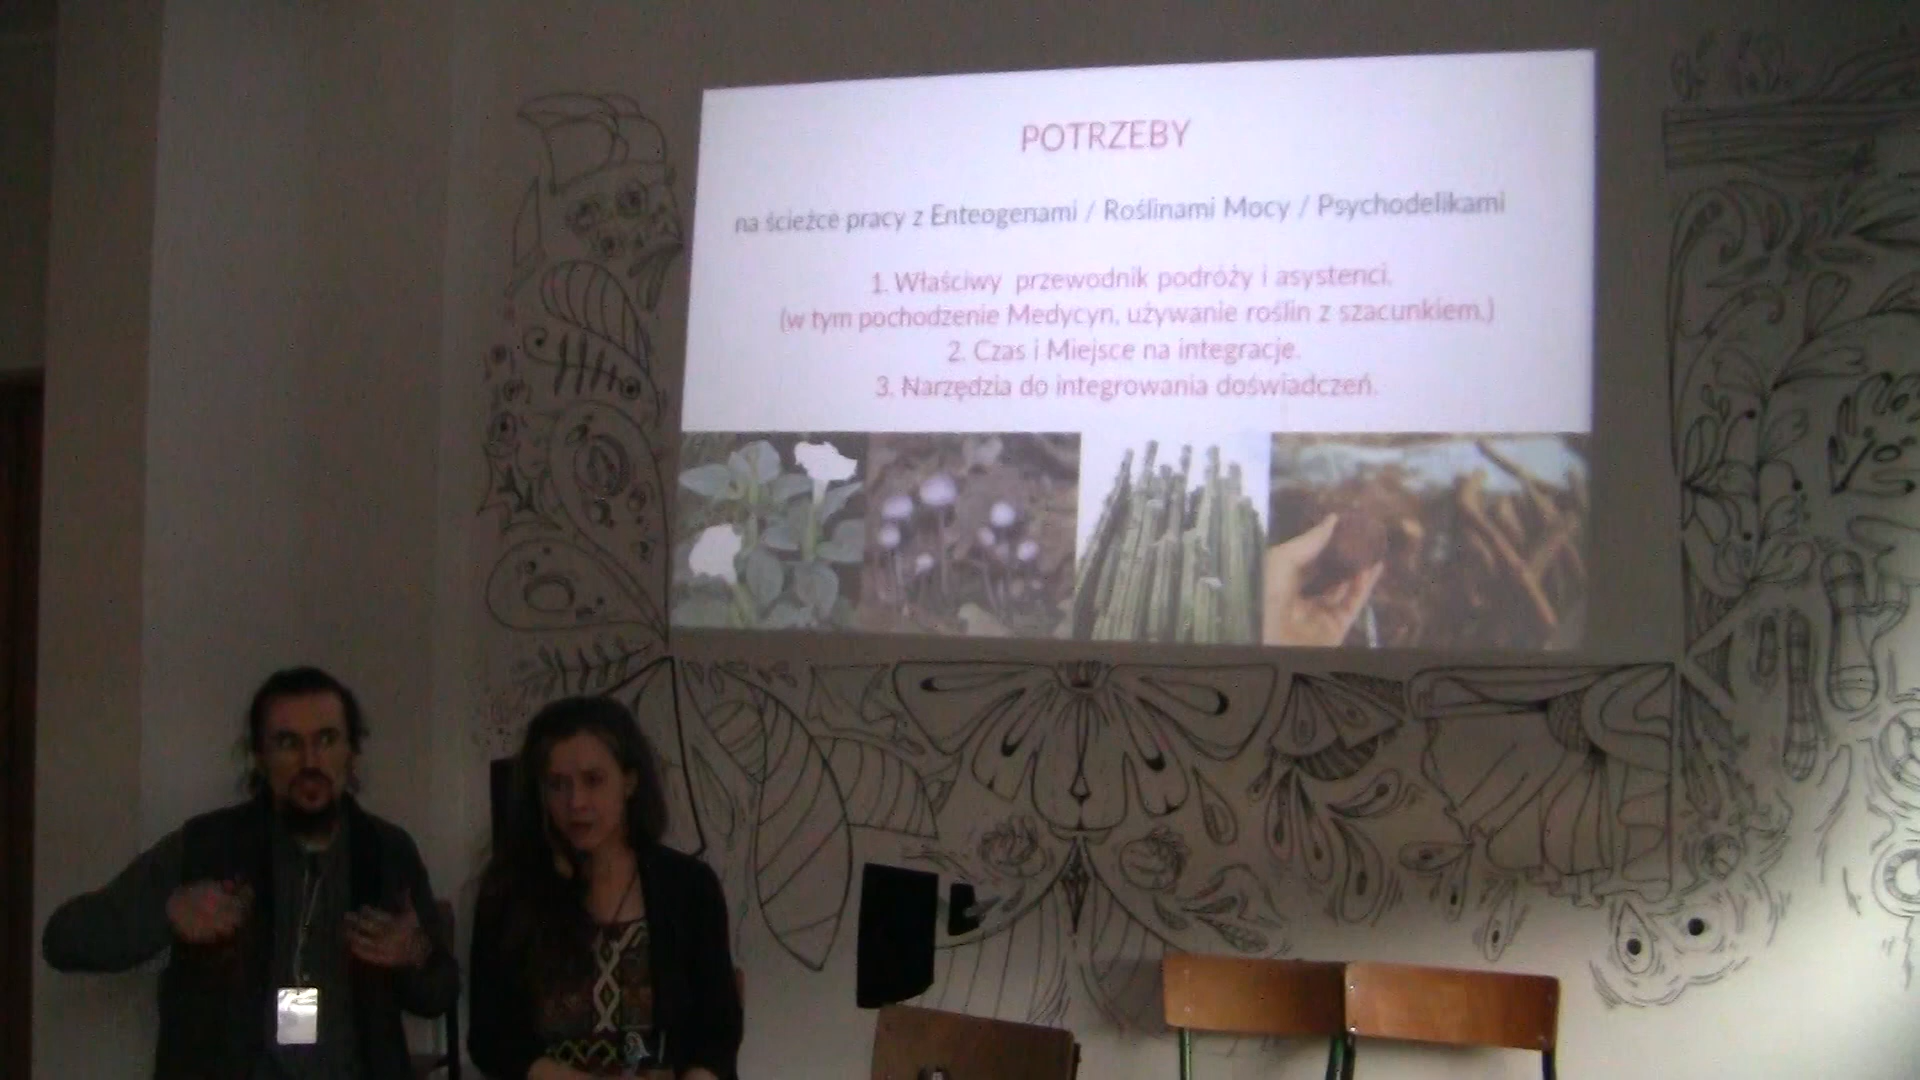 POTRZEBY
na ścieżce pracy z Enteogenami / Roślinami Mocy / Psychodelikami
1. Właściwy przewodnik podróży i asystenci.
(w tym pochodzenie Medycyn, używanie roślin z szacunkiem.)
2. Czas i Miejsce na integracje.
3. Narzędzia do integrowania doświadczeń.